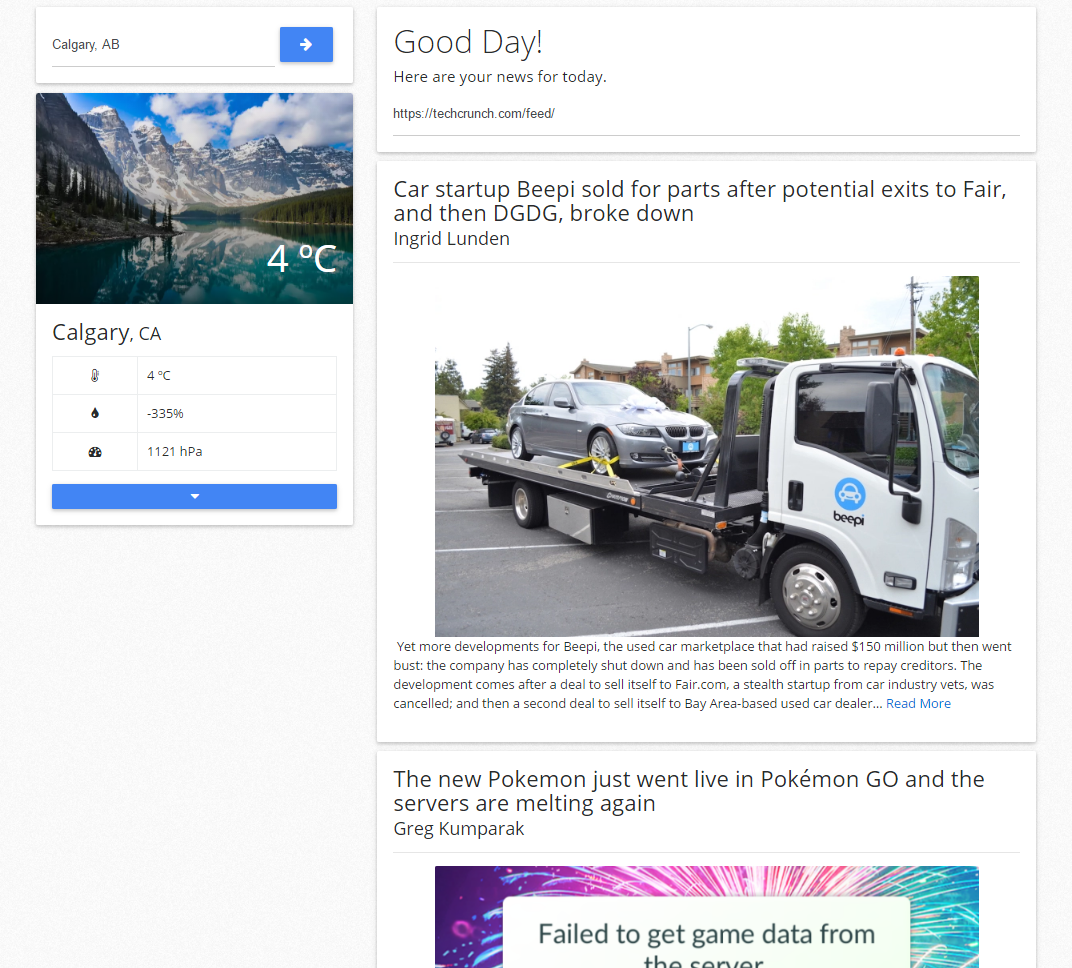 Calgary, AB
4 ºC
Calgary, CA
4 ºC
-335%
1121 hPa
Good Day!
Here are your news for today.
https://techcrunch.com/feed/
Car startup Beepi sold for parts after potential exits to Fair,
and then DGDG, broke down
Ingrid Lunden
beepi
Yet more developments for Beepi, the used car marketplace that had raised $150 million but then went
bust: the company has completely shut down and has been sold off in parts to repay creditors. The
development comes after a deal to sell itself to Fair.com, a stealth startup from car industry vets, was
cancelled; and then a second deal to sell itself to Bay Area-based used car dealer... Read More
The new Pokemon just went live in Pokémon GO and the
servers are melting again
Greg Kumparak
Failed to get game data from
the server.